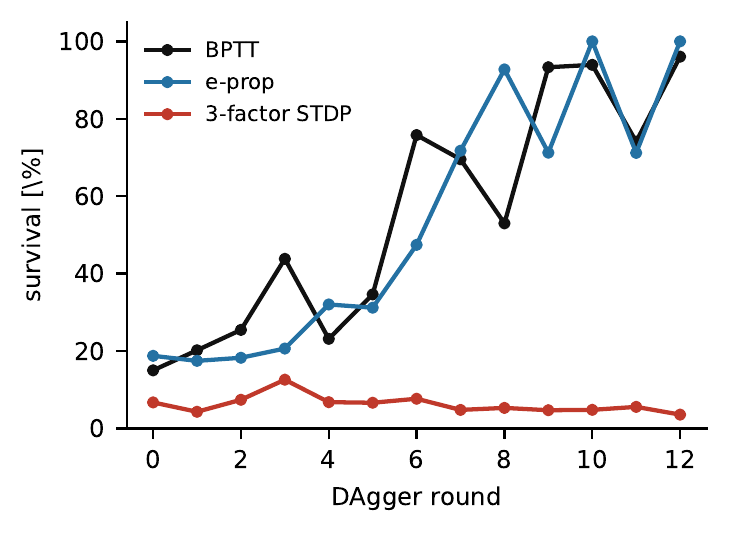 100
80
60
40
20
0
survival [\%]
BPTT
e-prop
3-factor STDP
0 2 4 6 8 10 12
DAgger round